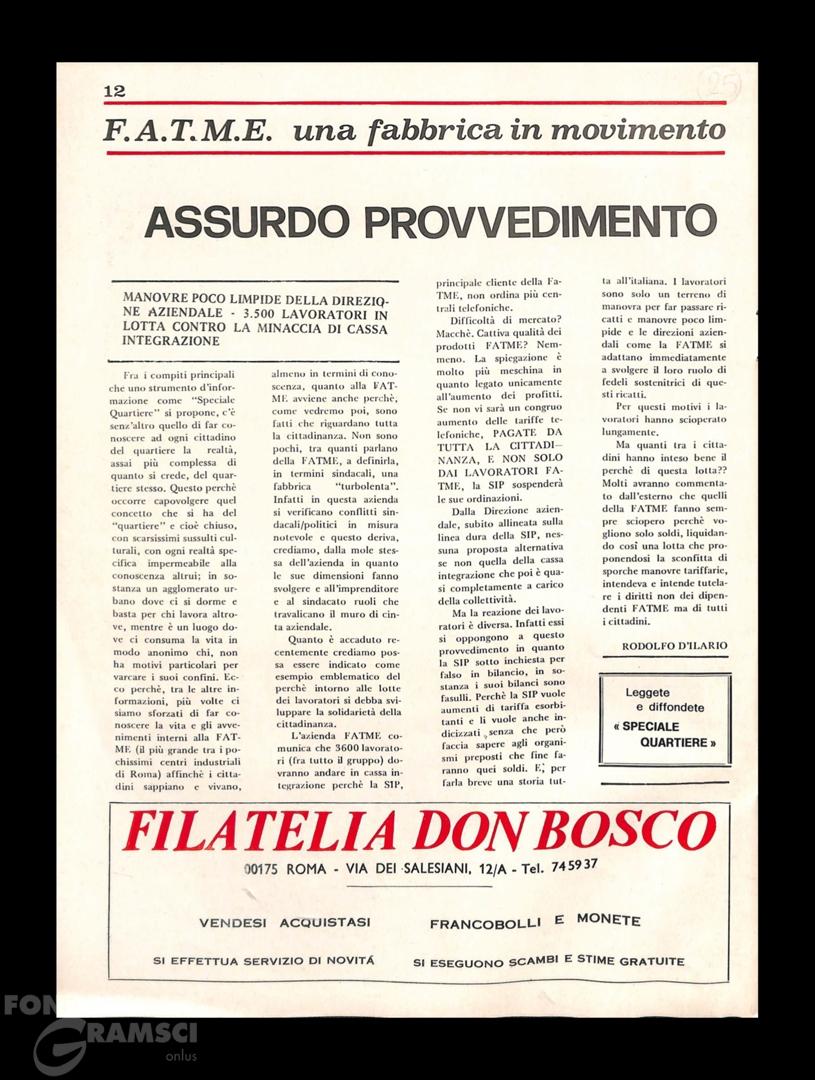 12
25
F.A.T.M.E. una fabbrica in movimento
ASSURDO PROVVEDIMENTO
MANOVRE POCO LIMPIDE DELLA DIREZIO-
NE AZIENDALE - 3.500 LAVORATORI IN
LOTTA CONTRO LA MINACCIA DI CASSA
INTEGRAZIONE
Fra i compiti principali
che uno strumento d'infor-
mazione come "Speciale
Quartiere" si propone, c'è
senz'altro quello di far co-
noscere ad ogni cittadino
del quartiere la realtà,
assai più complessa di
quanto si crede, del quar-
tiere stesso. Questo perchè
occorre capovolgere quel
concetto che si ha del
"quartiere" e cioè chiuso,
con scarsissimi sussulti cul-
turali, con ogni realtà spe-
cifica impermeabile alla
conoscenza altrui; in so-
stanza un agglomerato ur-
bano dove ci si dorme e
basta per chi lavora altro-
ve, mentre è un luogo do-
ve ci consuma la vita in
modo anonimo chi, non
ha motivi particolari per
varcare i suoi confini. Ec-
co perchè, tra le altre in-
formazioni, più volte ci
siamo sforzati di far co-
noscere la vita e gli avve-
nimenti interni alla FAT-
ME (il più grande tra i po-
chissimi centri industriali
di Roma) affinchè i citta-
dini sappiano e vivano,
almeno in termini di cono-
scenza, quanto alla FAT-
ME avviene anche perchè,
come vedremo poi, sono
fatti che riguardano tutta
la cittadinanza. Non sono
pochi, tra quanti parlano
della FATME, a definirla,
in termini sindacali, una
fabbrica "turbolenta".
Infatti in questa azienda
si verificano conflitti sin-
dacali/politici in misura
notevole e questo deriva,
crediamo, dalla mole stes-
sa dell'azienda in quanto
le sue dimensioni fanno
svolgere e all'imprenditore
e al sindacato ruoli che
travalicano il muro di cin-
ta aziendale.
Quanto è accaduto re-
centemente crediamo pos-
sa essere indicato come
esempio emblematico del
perchè intorno alle lotte
dei lavoratori si debba svi-
luppare la solidarietà della
cittadinanza.
L'azienda FATME co-
munica che 3600 lavorato-
ri (fra tutto il gruppo) do-
vranno andare in cassa in-
tegrazione perchè la SIP,
principale cliente della Fa-
TME, non ordina più cen-
trali telefoniche.
Difficoltà di mercato?
Macchè. Cattiva qualità dei
prodotti FATME? Nem-
meno. La spiegazione è
molto più meschina in
quanto legato unicamente
all'aumento dei profitti.
Se non vi sarà un congruo
aumento delle tariffe te-
lefoniche, PAGATE DA
TUTTA LA CITTADI—
NANZA, E NON SOLO
DAI LAVORATORI FA-
TME, la SIP sospenderà
le sue ordinazioni.
Dalla Direzione azien-
dale, subito allineata sulla
linea dura della SIP, nes-
suna proposta alternativa
se non quella della cassa
integrazione che poi è qua-
si completamente a carico
della collettività.
Ma la reazione dei lavo-
ratori è diversa. Infatti essi
si oppongono a questo
provvedimento in quanto
la SIP sotto inchiesta per
falso in bilancio, in so-
stanza i suoi bilanci sono
fasulli. Perchè la SIP vuole
aumenti di tariffa esorbi-
tanti e li vuole anche in-
dicizzati, senza che però
faccia sapere agli organi-
smi preposti che fine fa-
ranno quei soldi. E, per
farla breve una storia tut-
ta all'italiana. I lavoratori
sono solo un terreno di
manovra per far passare ri-
catti e manovre poco lim-
pide e le direzioni azien-
dali come la FATME si
adattano immediatamente
a svolgere il loro ruolo di
fedeli sostenitrici di que-
sti ricatti.
Per questi motivi i la-
voratori hanno scioperato
lungamente.
Ma quanti tra i citta-
dini hanno inteso bene il
perchè di questa lotta??
Molti avranno commenta-
to dall'esterno che quelli
della FATME fanno sem-
pre sciopero perchè vo-
gliono solo soldi, liquidan-
do così una lotta che pro-
ponendosi la sconfitta di
sporche manovre tariffarie,
intendeva e intende tutela-
re i diritti non dei dipen-
denti FATME ma di tutti
i cittadini.
RODOLFO D'ILARIO
Leggete
e diffondete
« SPECIALE
QUARTIERE »
FILATELIA DON BOSCO
00175 ROMA - VIA DEI SALESIANI, 12/A - Tel. 745937
VENDESI ACQUISTASI
FRANCOBOLLI E MONETE
SI EFFETTUA SERVIZIO DI NOVITÁ
SI ESEGUONO SCAMBI E STIME GRATUITE
GRAMSCI
onlus